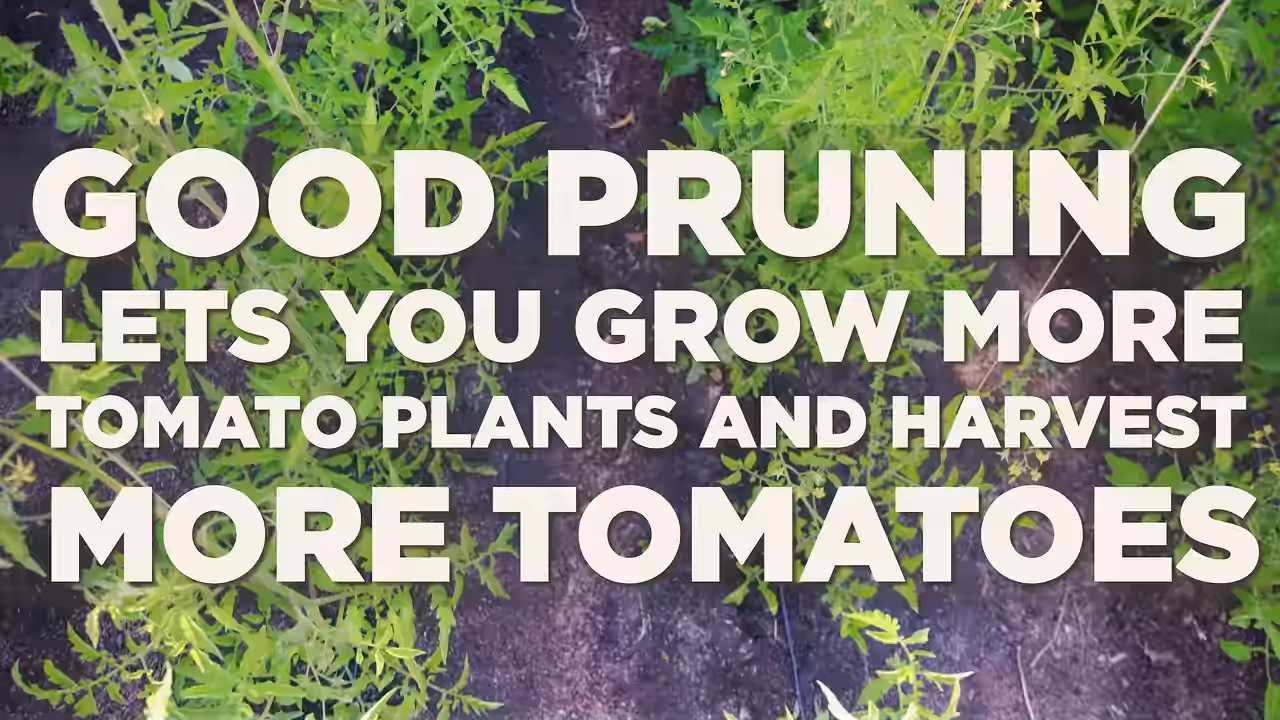 GOOD PRUNING
LETS YOU GROW MORE
TOMATO PLANTS AND HARVEST
MORE TOMATOES